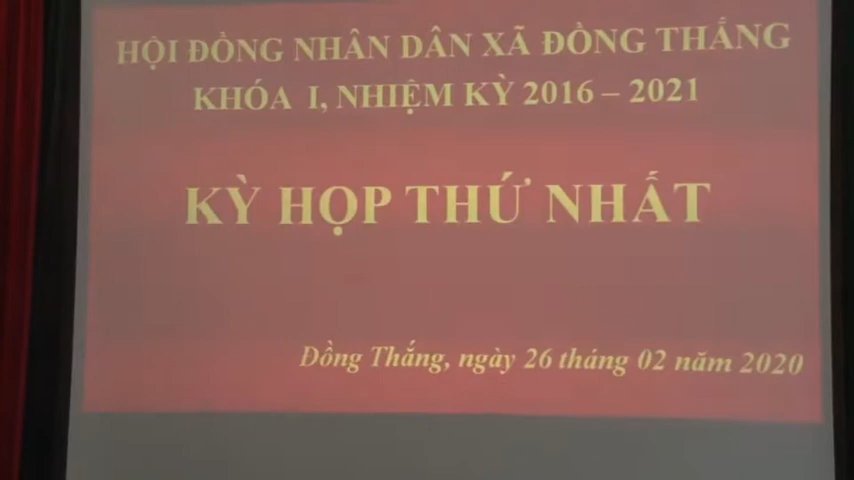 HỘI ĐỒNG NHÂN DÂN XÃ ĐỒNG THẮNG
KHÓA I, NHIỆM KỲ 2016 – 2021
KỲ HỌP THỨ NHẤT
Đồng Thắng, ngày 26 tháng 02 năm 2020